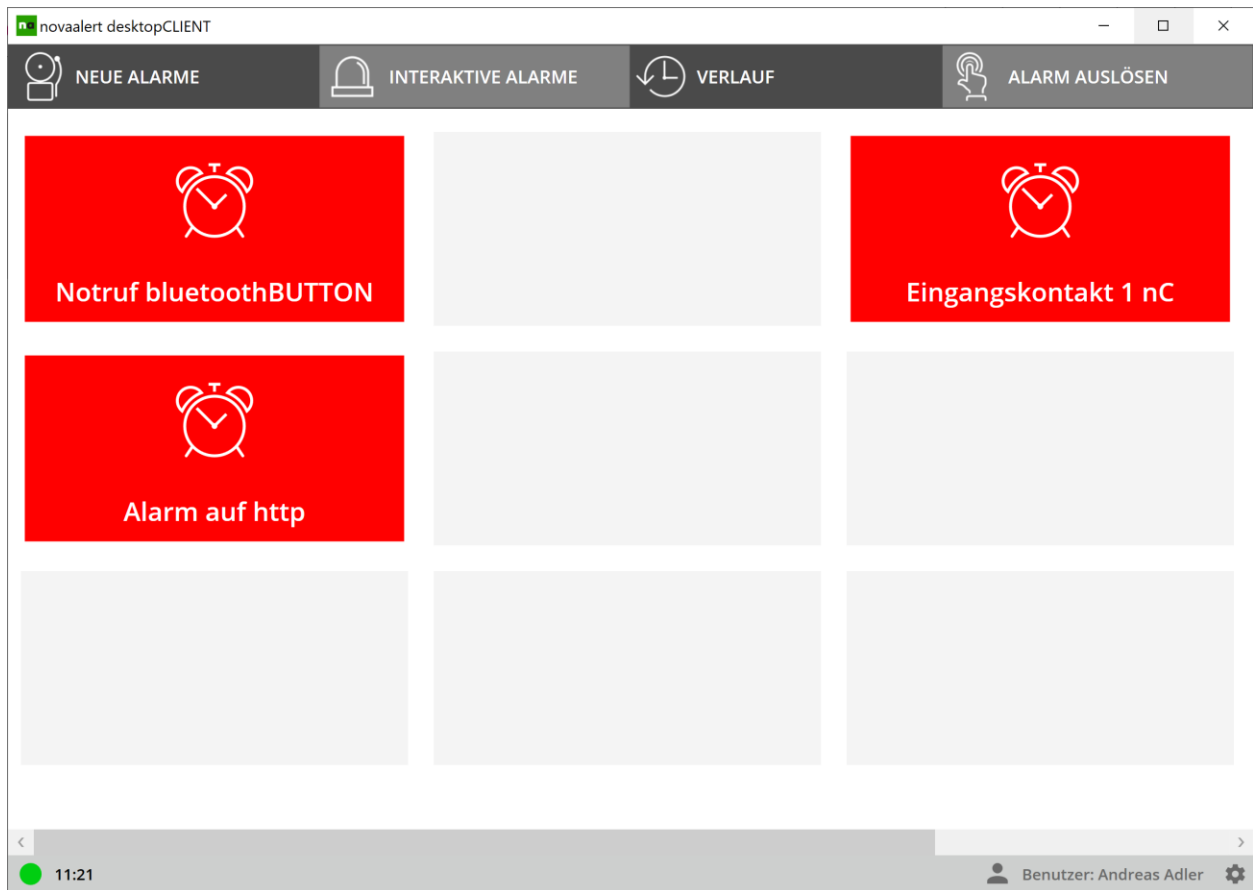 na novaalert desktopCLIENT
NEUE ALARME
INTERAKTIVE ALARME
VERLAUF
ALARM AUSLÖSEN
Notruf bluetoothBUTTON
Eingangskontakt 1 nC
Alarm auf http
11:21
Benutzer: Andreas Adler